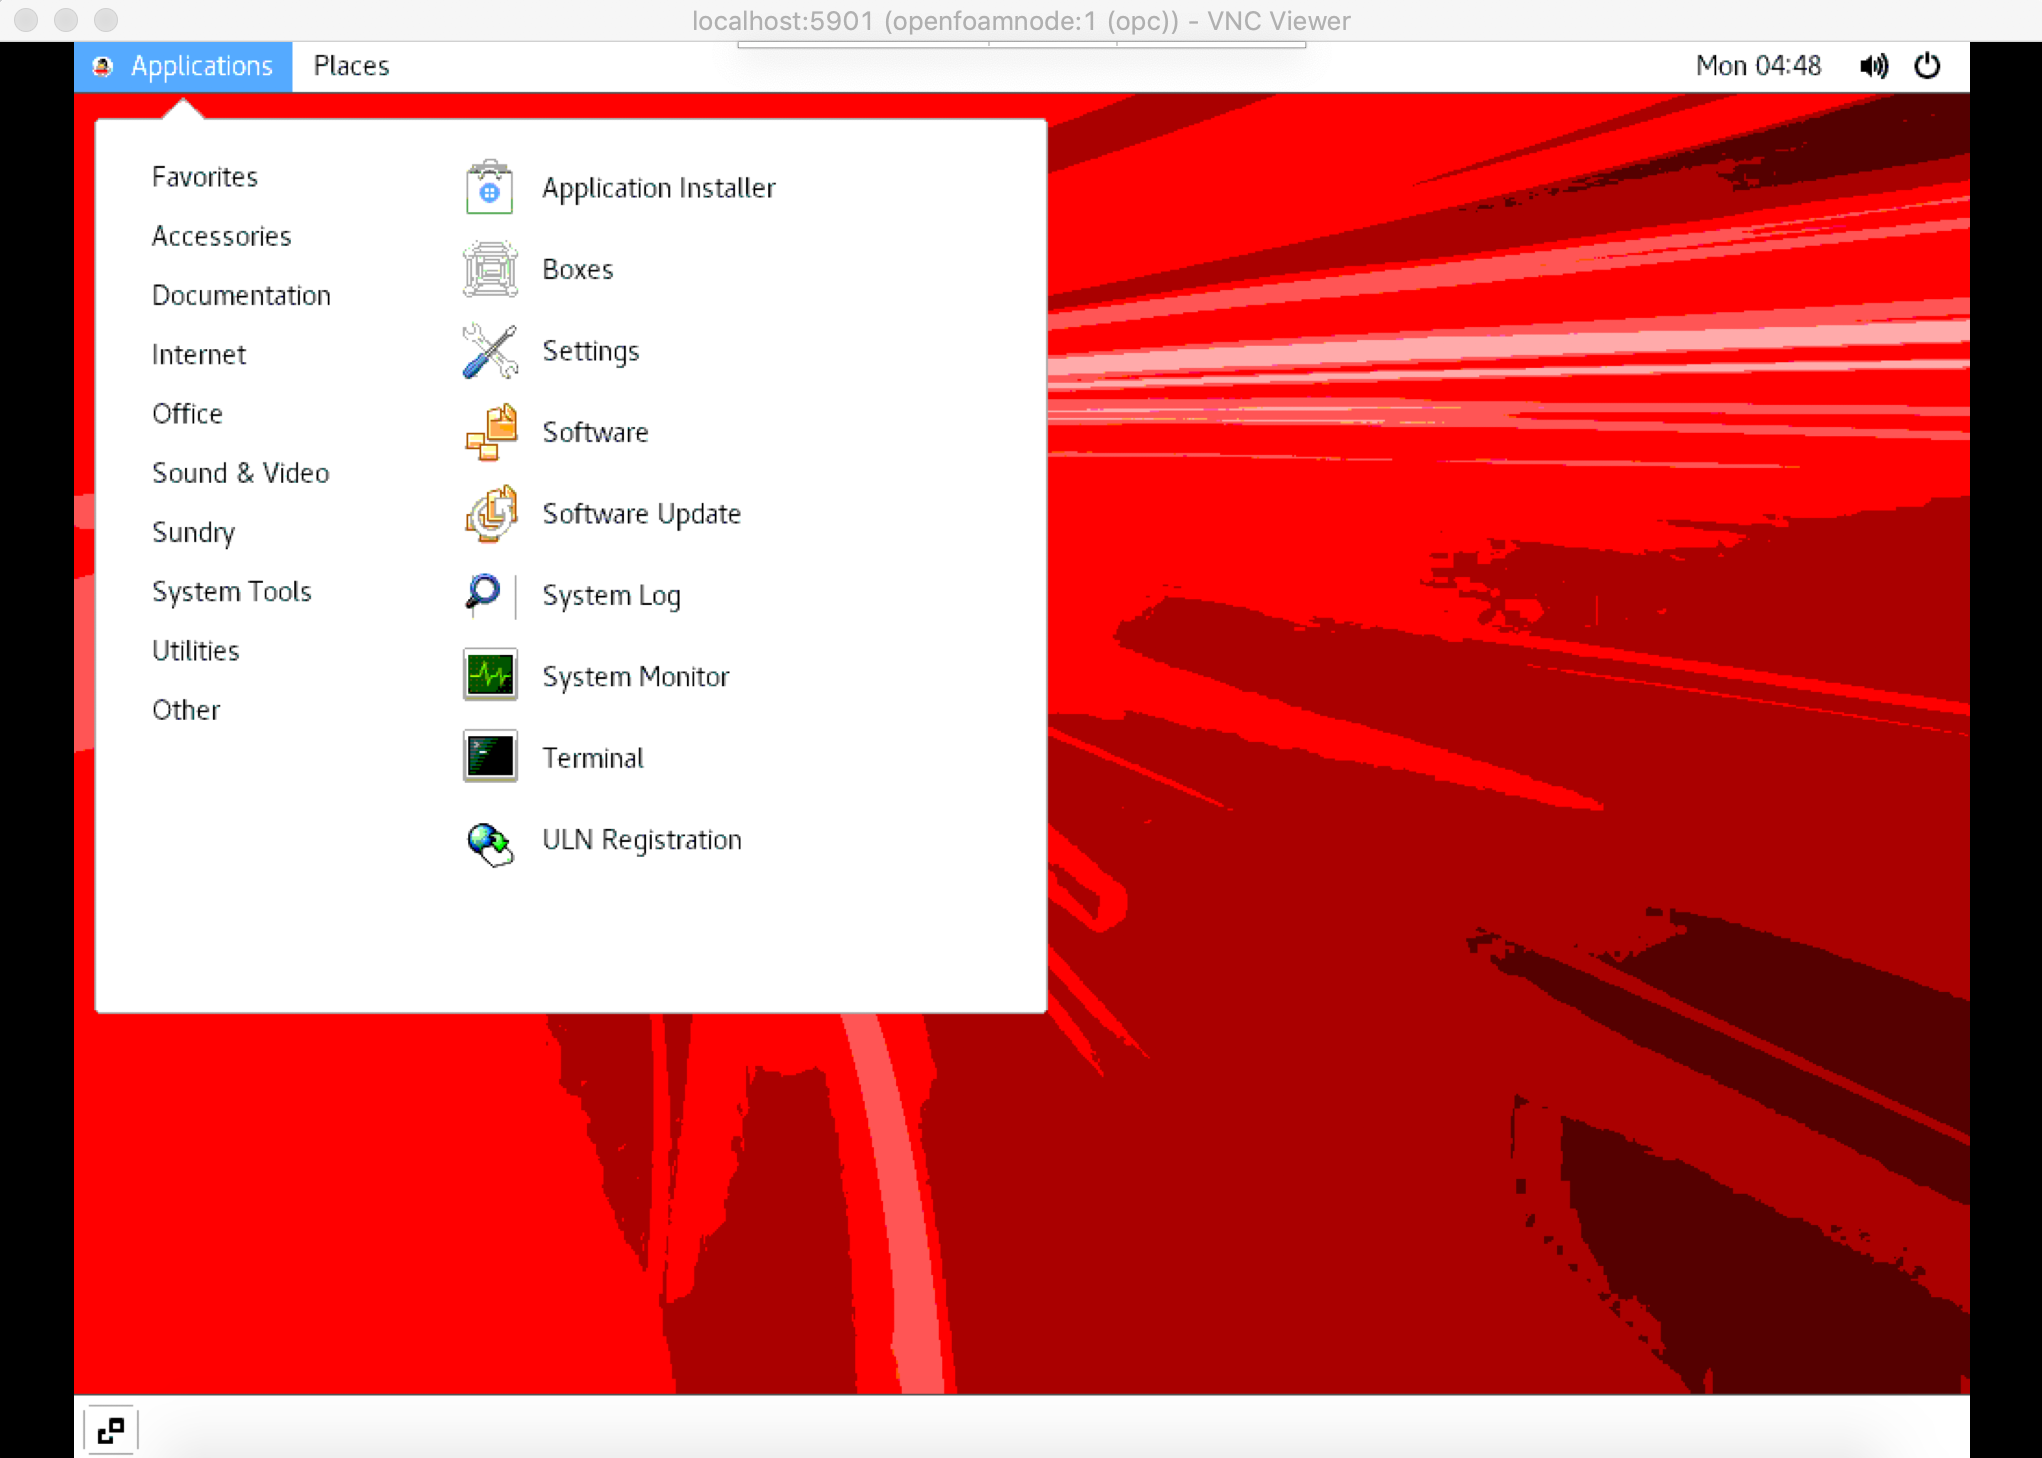 localhost:5901 (openfoamnode:1 (opc)) - VNC Viewer
Applications Places Mon 04:48
Favorites
Accessories
Documentation
Internet
Office
Sound & Video
Sundry
System Tools
Utilities
Other
Application Installer
Boxes
Settings
Software
Software Update
System Log
System Monitor
Terminal
ULN Registration